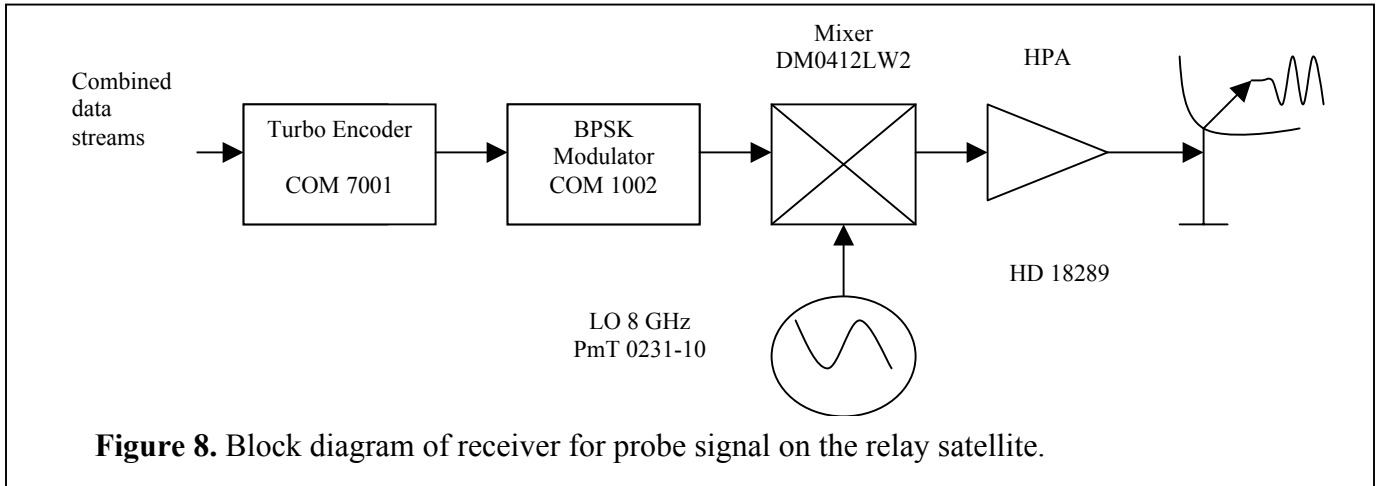 Combined
data
streams
Turbo Encoder
COM 7001
BPSK
Modulator
COM 1002
Mixer
DM0412LW2
HPA
HD 18289
LO 8 GHz
PmT 0231-10
Figure 8. Block diagram of receiver for probe signal on the relay satellite.